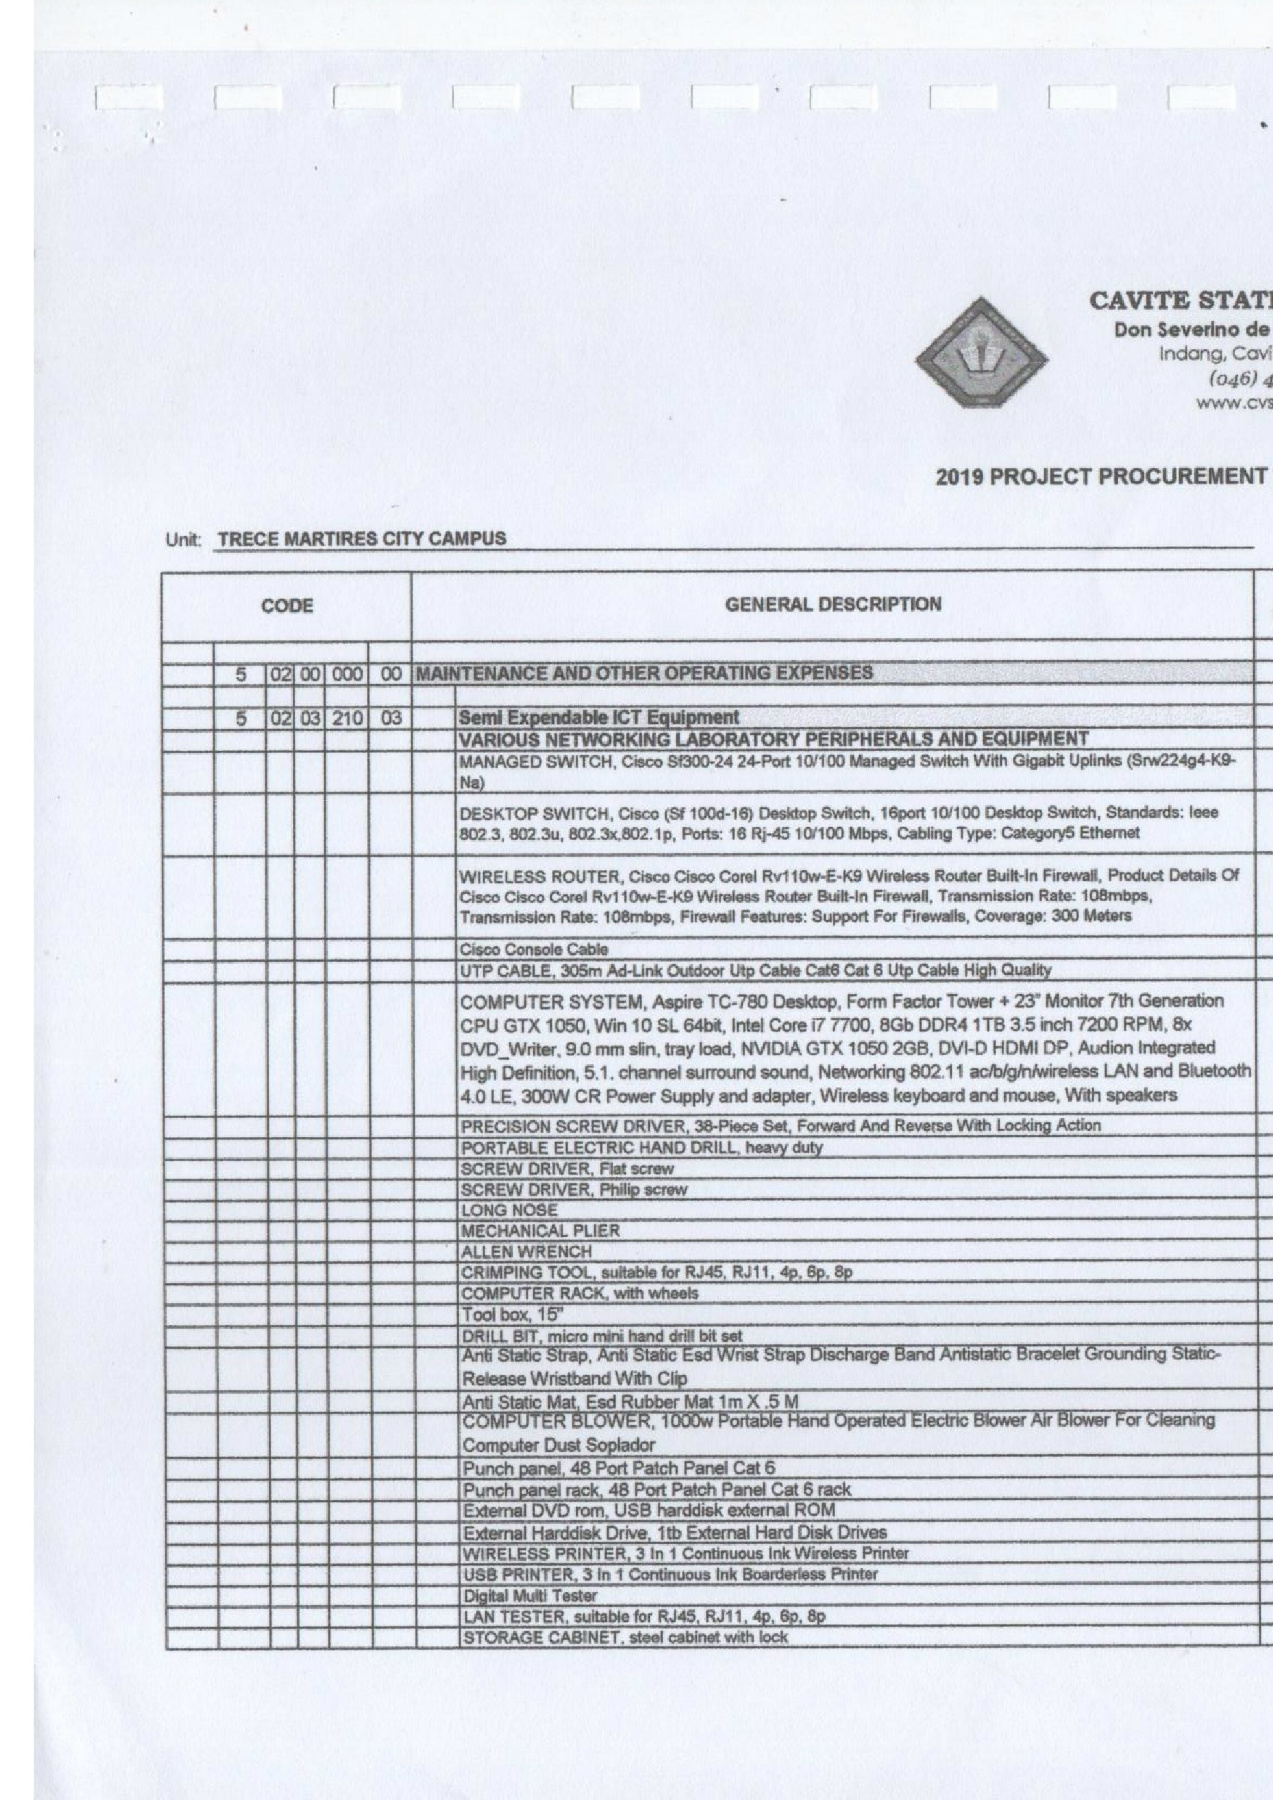 CAVITE STATE
Don Severino de
Indang, Cavi
(046) 4
www.cvs
2019 PROJECT PROCUREMENT
Unit: TRECE MARTIRES CITY CAMPUS
CODE GENERAL DESCRIPTION
5 02 00 000 00 MAINTENANCE AND OTHER OPERATING EXPENSES
5 02 03 210 03 Semi Expendable ICT Equipment
VARIOUS NETWORKING LABORATORY PERIPHERALS AND EQUIPMENT
MANAGED SWITCH, Cisco Sf300-24 24-Port 10/100 Managed Switch With Gigabit Uplinks (Srw224g4-K9-
Na)
DESKTOP SWITCH, Cisco (Sf 100d-16) Desktop Switch, 16port 10/100 Desktop Switch, Standards: Ieee
802.3, 802.3u, 802.3x,802.1p, Ports: 16 Rj-45 10/100 Mbps, Cabling Type: Category5 Ethernet
WIRELESS ROUTER, Cisco Cisco Corel Rv110w-E-K9 Wireless Router Built-In Firewall, Product Details Of
Cisco Cisco Corel Rv110w-E-K9 Wireless Router Built-In Firewall, Transmission Rate: 108mbps,
Transmission Rate: 108mbps, Firewall Features: Support For Firewalls, Coverage: 300 Meters
Cisco Console Cable
UTP CABLE, 305m Ad-Link Outdoor Utp Cable Cat6 Cat 6 Utp Cable High Quality
COMPUTER SYSTEM, Aspire TC-780 Desktop, Form Factor Tower + 23" Monitor 7th Generation
CPU GTX 1050, Win 10 SL 64bit, Intel Core i7 7700, 8Gb DDR4 1TB 3.5 inch 7200 RPM, 8x
DVD_Writer, 9.0 mm slin, tray load, NVIDIA GTX 1050 2GB, DVI-D HDMI DP, Audion Integrated
High Definition, 5.1. channel surround sound, Networking 802.11 ac/b/g/n/wireless LAN and Bluetooth
4.0 LE, 300W CR Power Supply and adapter, Wireless keyboard and mouse, With speakers
PRECISION SCREW DRIVER, 38-Piece Set, Forward And Reverse With Locking Action
PORTABLE ELECTRIC HAND DRILL, heavy duty
SCREW DRIVER, Flat screw
SCREW DRIVER, Philip screw
LONG NOSE
MECHANICAL PLIER
ALLEN WRENCH
CRIMPING TOOL, suitable for RJ45, RJ11, 4p, 6p, 8p
COMPUTER RACK, with wheels
Tool box, 15"
DRILL BIT, micro mini hand drill bit set
Anti Static Strap, Anti Static Esd Wrist Strap Discharge Band Antistatic Bracelet Grounding Static-
Release Wristband With Clip
Anti Static Mat, Esd Rubber Mat 1m X .5 M
COMPUTER BLOWER, 1000w Portable Hand Operated Electric Blower Air Blower For Cleaning
Computer Dust Soplador
Punch panel, 48 Port Patch Panel Cat 6
Punch panel rack, 48 Port Patch Panel Cat 6 rack
External DVD rom, USB harddisk external ROM
External Harddisk Drive, 1tb External Hard Disk Drives
WIRELESS PRINTER, 3 In 1 Continuous Ink Wireless Printer
USB PRINTER, 3 In 1 Continuous Ink Boarderless Printer
Digital Multi Tester
LAN TESTER, suitable for RJ45, RJ11, 4p, 6p, 8p
STORAGE CABINET, steel cabinet with lock